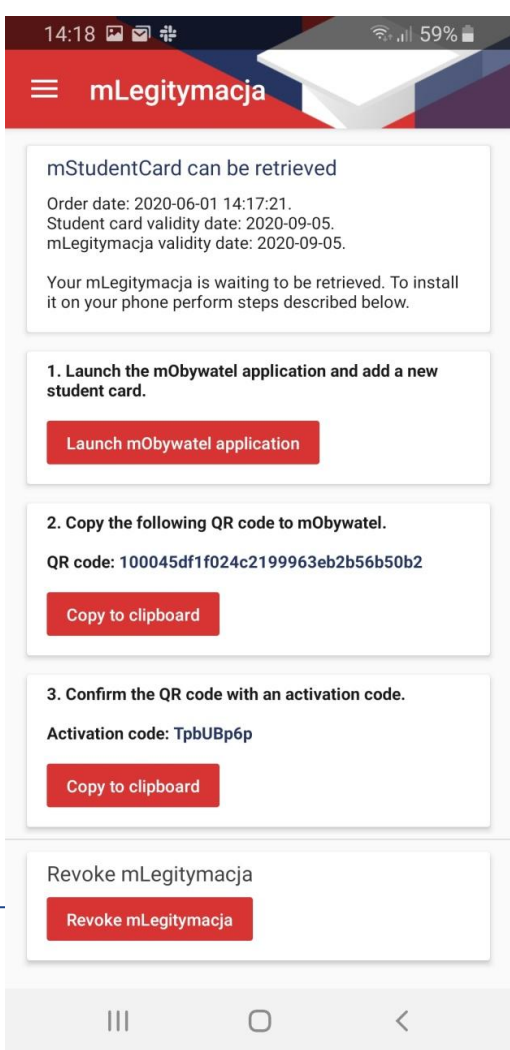 14:18
59%
mLegitymacja
mStudentCard can be retrieved
Order date: 2020-06-01 14:17:21.
Student card validity date: 2020-09-05.
mLegitymacja validity date: 2020-09-05.
Your mLegitymacja is waiting to be retrieved. To install
it on your phone perform steps described below.
1. Launch the mObywatel application and add a new
student card.
Launch mObywatel application
2. Copy the following QR code to mObywatel.
QR code: 100045df1f024c2199963eb2b56b50b2
Copy to clipboard
3. Confirm the QR code with an activation code.
Activation code: TpbUBp6p
Copy to clipboard
Revoke mLegitymacja
Revoke mLegitymacja